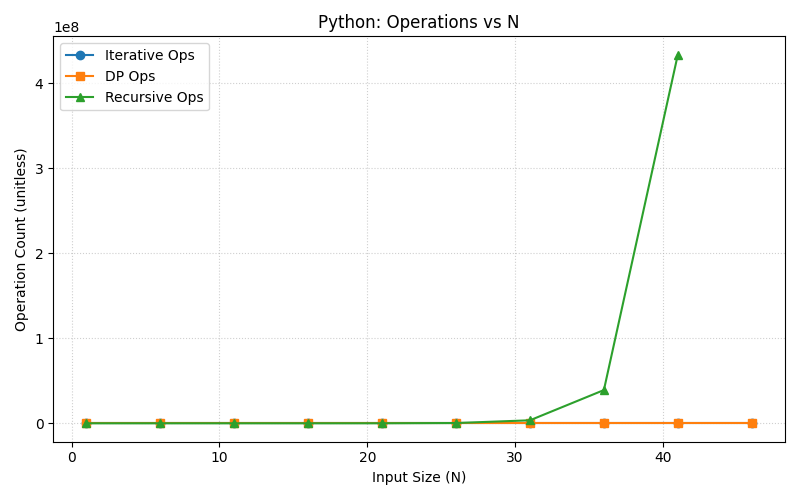 Python: Operations vs N
1e8
Iterative Ops
DP Ops
Recursive Ops
4
3
2
1
0
Operation Count (unitless)
0 10 20 30 40
Input Size (N)